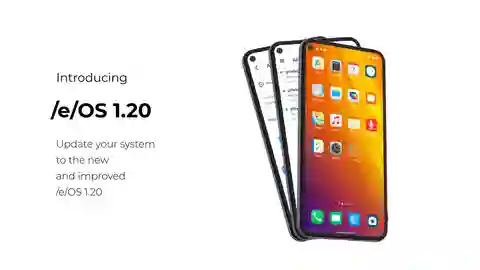 Introducing
/e/OS 1.20
Update your system
to the new
and improved
/e/OS 1.20